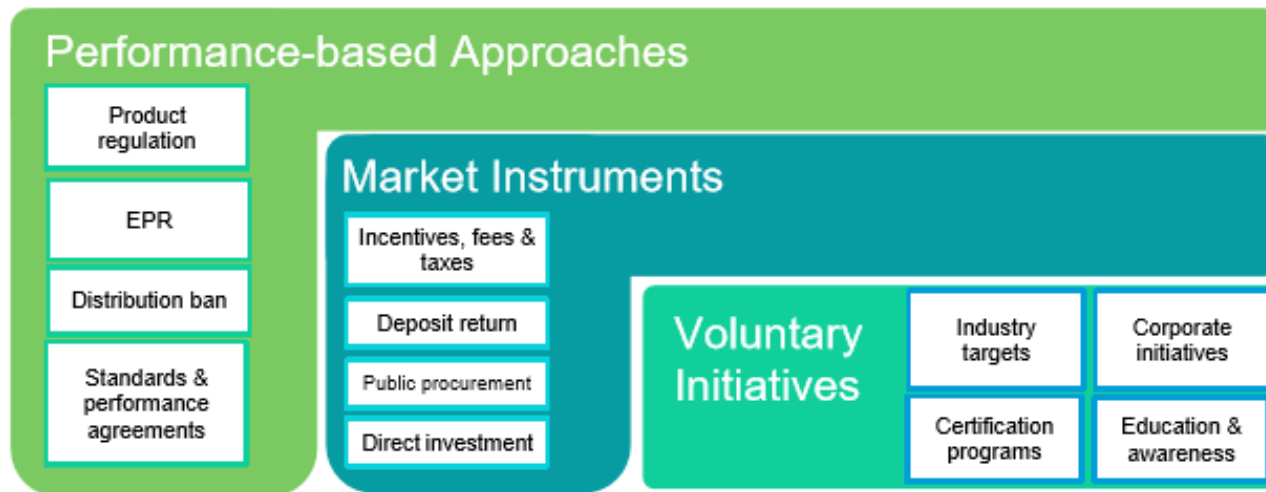 Performance-based Approaches
Product
regulation
EPR
Distribution ban
Standards &
performance
agreements
Market Instruments
Incentives, fees &
taxes
Deposit return
Public procurement
Direct investment
Voluntary
Initiatives
Industry
targets
Corporate
initiatives
Certification
programs
Education &
awareness